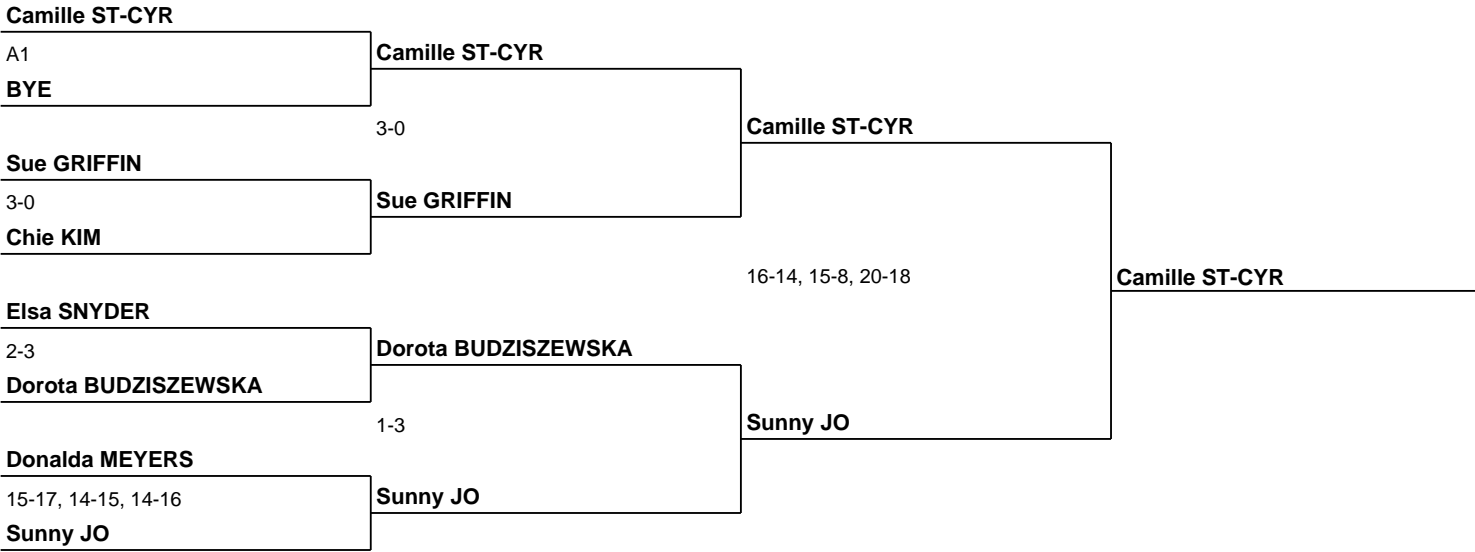 Camille ST-CYR
A1
BYE
Camille ST-CYR
3-0
Sue GRIFFIN
3-0
Chie KIM
Sue GRIFFIN
Camille ST-CYR
16-14, 15-8, 20-18
Camille ST-CYR
Elsa SNYDER
2-3
Dorota BUDZISZEWSKA
Dorota BUDZISZEWSKA
1-3
Donalda MEYERS
15-17, 14-15, 14-16
Sunny JO
Sunny JO
Sunny JO